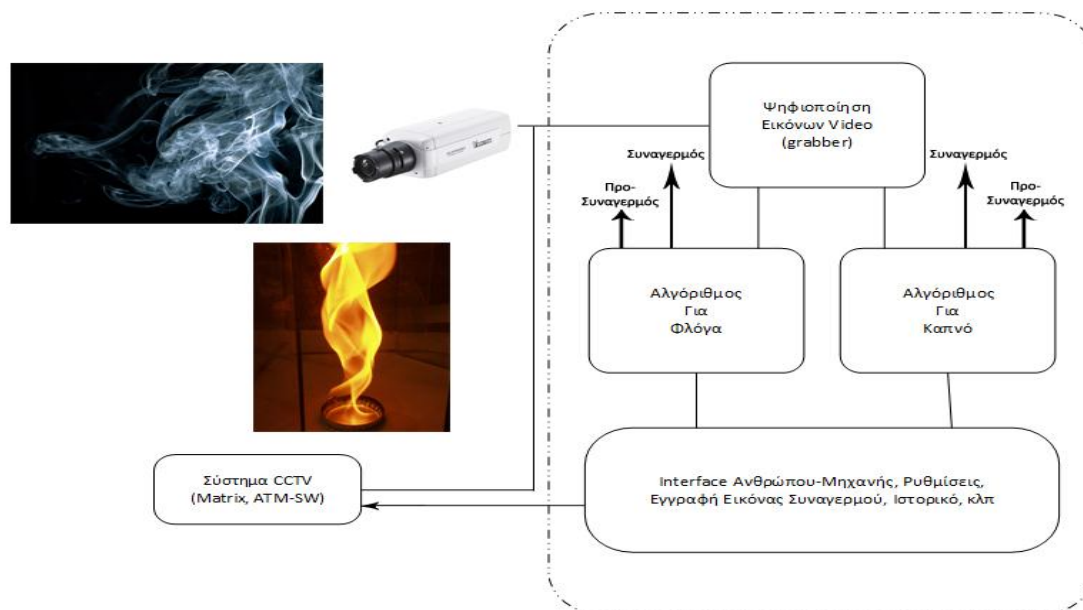 Ψηφιοποίηση
Εικόνων Video
(grabber)
Συναγερμός
Συναγερμός
Προ-
Συναγερμός
Προ-
Συναγερμός
Αλγόριθμος
Για
Φλόγα
Αλγόριθμος
Για
Καπνό
Σύστημα CCTV
(Matrix, ATM-SW)
Interface Ανθρώπου-Μηχανής, Ρυθμίσεις,
Εγγραφή Εικόνας Συναγερμού, Ιστορικό, κλπ